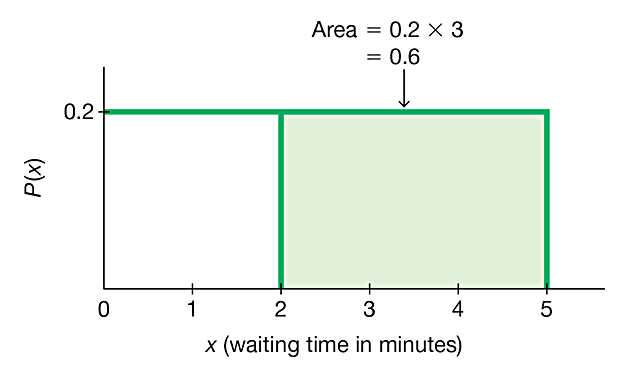 Area = 0.2 × 3
= 0.6
0.2
P(x)
0 1 2 3 4 5
x (waiting time in minutes)